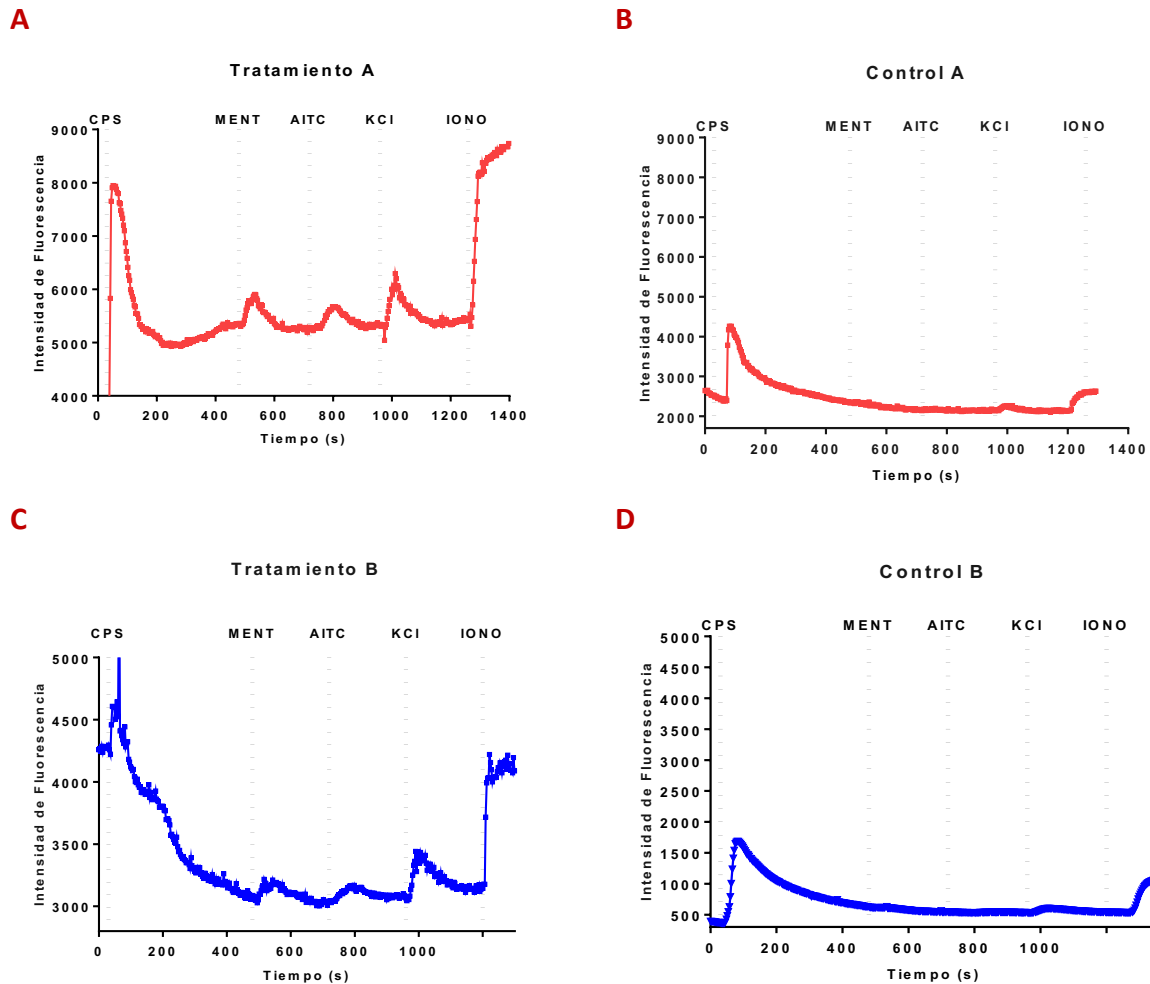 A
Tratamiento A
CPS MENT AITC KCl IONO
9000
8000
7000
6000
5000
4000
Intensidad de Fluorescencia
0 200 400 600 800 1000 1200 1400
Tiempo (s)
B
Control A
CPS MENT AITC KCl IONO
9000
8000
7000
6000
5000
4000
3000
2000
Intensidad de Fluorescencia
0 200 400 600 800 1000 1200 1400
Tiempo (s)
C
Tratamiento B
CPS MENT AITC KCl IONO
5000
4500
4000
3500
3000
Intensidad de Fluorescencia
0 200 400 600 800 1000
Tiempo (s)
D
Control B
CPS MENT AITC KCl IONO
5000
4500
4000
3500
3000
2500
2000
1500
1000
500
Intensidad de Fluorescencia
0 200 400 600 800 1000
Tiempo (s)